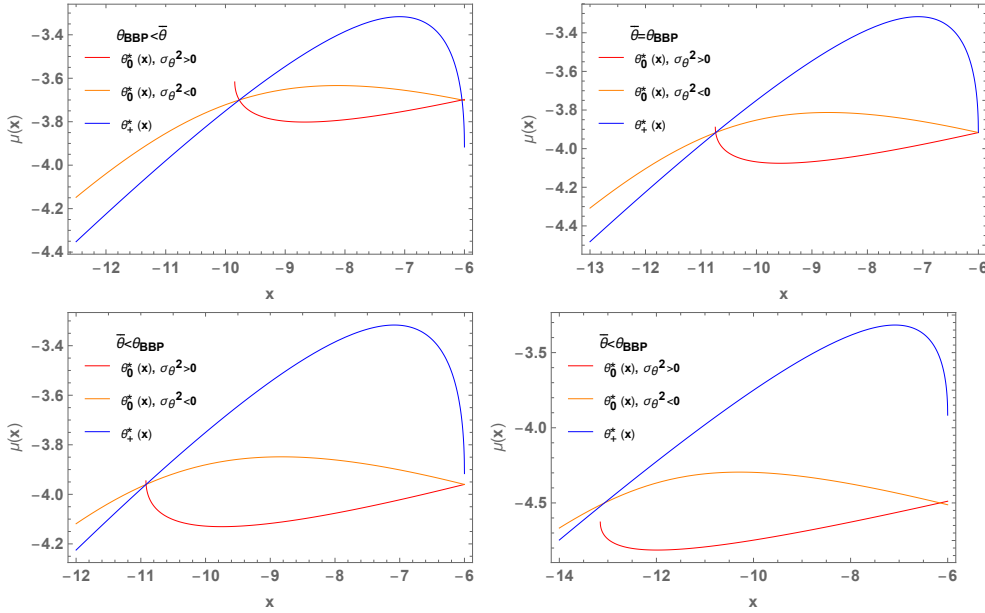 θBBP<θ̅
θ0*(x), σθ²>0
θ0*(x), σθ²<0
θ+*(x)
μ(x)
−3.4
−3.6
−3.8
−4.0
−4.2
−4.4
−12 −11 −10 −9 −8 −7 −6
x
θ̅=θBBP
θ0*(x), σθ²>0
θ0*(x), σθ²<0
θ+*(x)
μ(x)
−3.4
−3.6
−3.8
−4.0
−4.2
−4.4
−13 −12 −11 −10 −9 −8 −7 −6
x
θ̅<θBBP
θ0*(x), σθ²>0
θ0*(x), σθ²<0
θ+*(x)
μ(x)
−3.4
−3.6
−3.8
−4.0
−4.2
−12 −11 −10 −9 −8 −7 −6
x
θ̅<θBBP
θ0*(x), σθ²>0
θ0*(x), σθ²<0
θ+*(x)
μ(x)
−3.5
−4.0
−4.5
−14 −12 −10 −8 −6
x